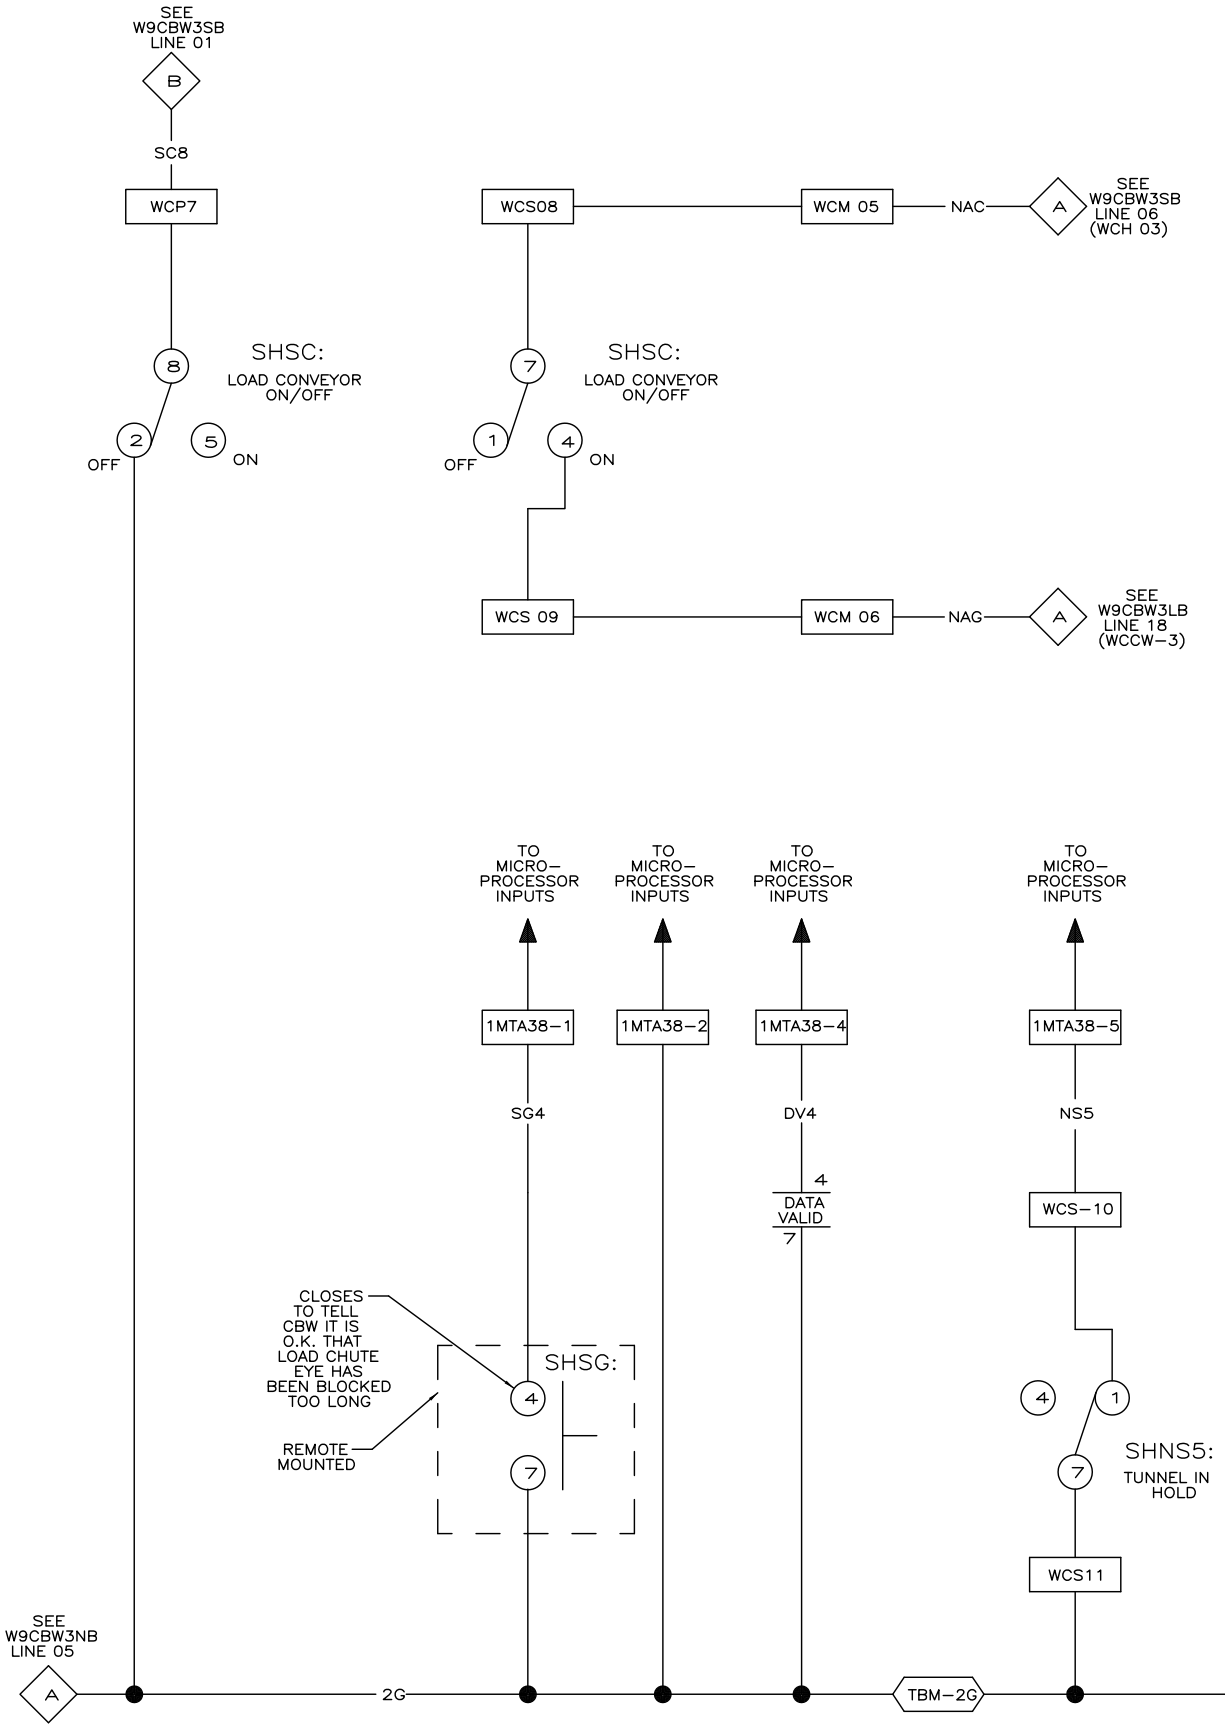 SEE
W9CBW3SB
LINE 01
B
SC8
WCP7
8
SHSC:
LOAD CONVEYOR
ON/OFF
2
5
OFF
ON
WCS08
WCM 05
NAC
A
SEE
W9CBW3SB
LINE 06
(WCH 03)
7
SHSC:
LOAD CONVEYOR
ON/OFF
1
4
OFF
ON
WCS 09
WCM 06
NAG
A
SEE
W9CBW3LB
LINE 18
(WCCW-3)
TO
MICRO-
PROCESSOR
INPUTS
1MTA38-1
SG4
CLOSES
TO TELL
CBW IT IS
O.K. THAT
LOAD CHUTE
EYE HAS
BEEN BLOCKED
TOO LONG
REMOTE
MOUNTED
SHSG:
4
7
TO
MICRO-
PROCESSOR
INPUTS
1MTA38-2
TO
MICRO-
PROCESSOR
INPUTS
1MTA38-4
DV4
4
DATA
VALID
7
TO
MICRO-
PROCESSOR
INPUTS
1MTA38-5
NS5
WCS-10
4
1
7
SHNS5:
TUNNEL IN
HOLD
WCS11
SEE
W9CBW3NB
LINE 05
A
2G
TBM-2G